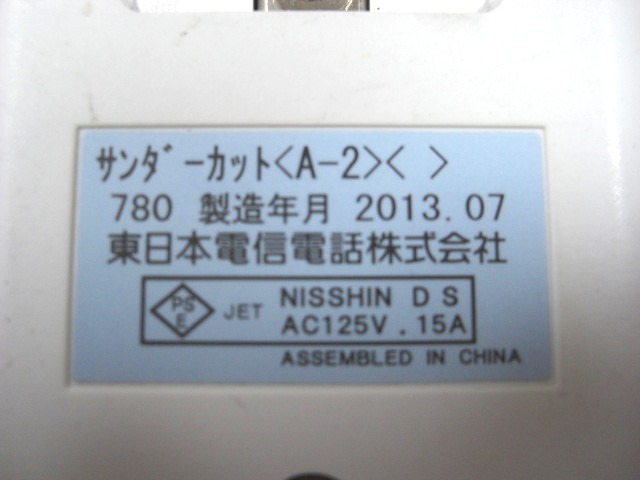 ｻﾝﾀﾞｰｶｯﾄ<A-2>< >
780 製造年月 2013.07
東日本電信電話株式会社
PS
E
JET
NISSHIN D S
AC125V . 15A
ASSEMBLED IN CHINA